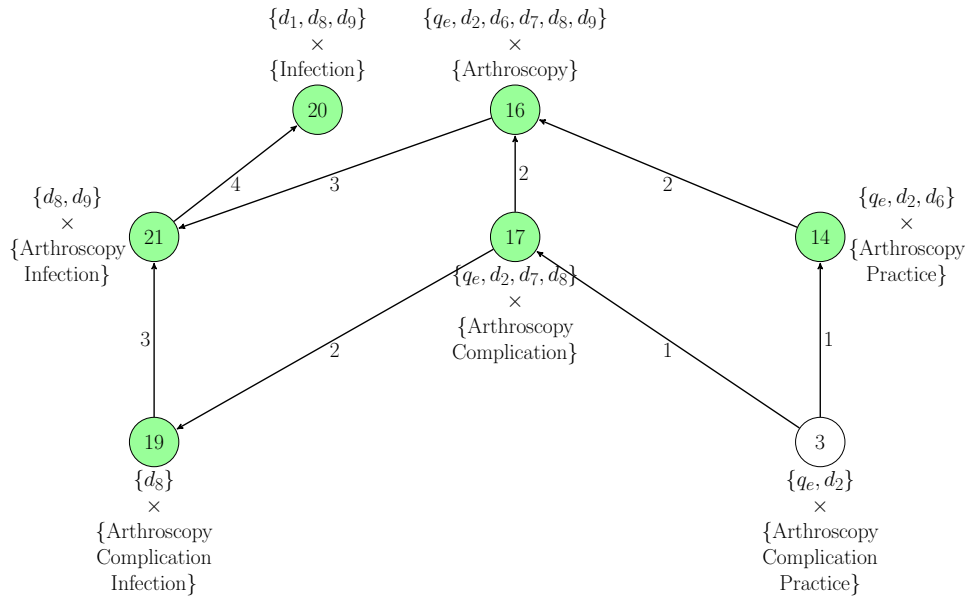 {d₁, d₈, d₉}
×
{Infection}
20
{qₑ, d₂, d₆, d₇, d₈, d₉}
×
{Arthroscopy}
16
4
3
2
2
{d₈, d₉}
×
{Arthroscopy
Infection}
21
17
{qₑ, d₂, d₇, d₈}
×
{Arthroscopy
Complication}
14
{qₑ, d₂, d₆}
×
{Arthroscopy
Practice}
3
2
1
1
19
{d₈}
×
{Arthroscopy
Complication
Infection}
3
{qₑ, d₂}
×
{Arthroscopy
Complication
Practice}